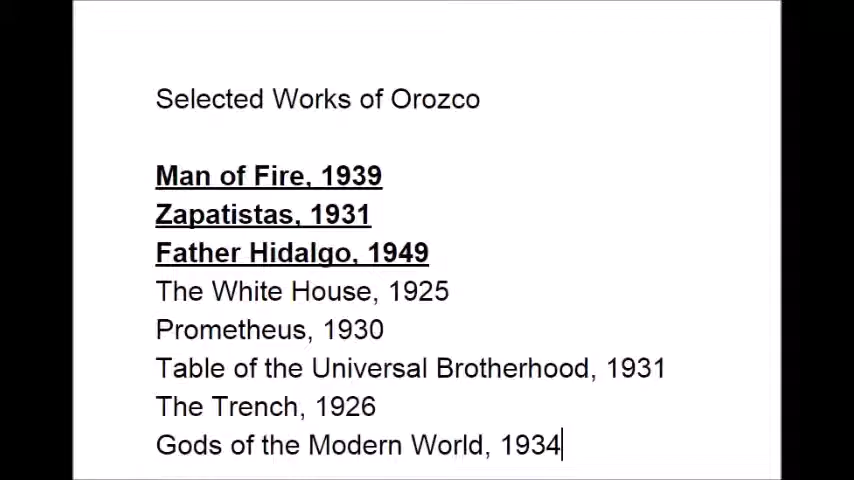 Selected Works of Orozco
Man of Fire, 1939
Zapatistas, 1931
Father Hidalgo, 1949
The White House, 1925
Prometheus, 1930
Table of the Universal Brotherhood, 1931
The Trench, 1926
Gods of the Modern World, 1934